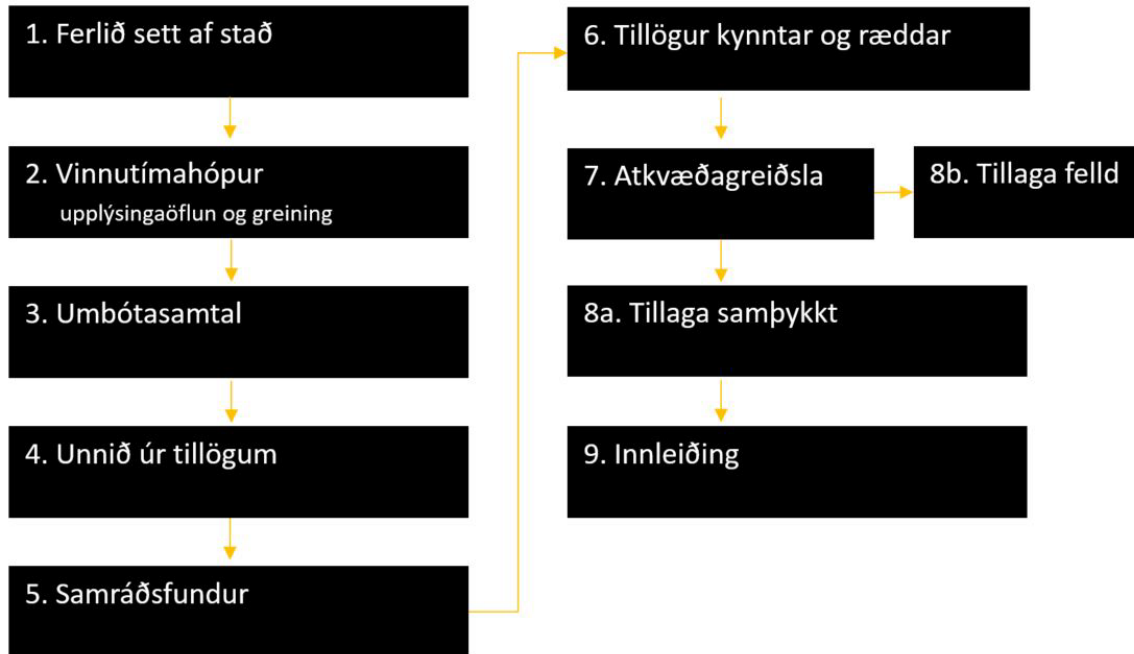 1. Ferlið sett af stað
2. Vinnutímahópur
upplýsingaöflun og greining
3. Umbótasamtal
4. Unnið úr tillögum
5. Samráðsfundur
6. Tillögur kynntar og ræddar
7. Atkvæðagreiðsla
8b. Tillaga felld
8a. Tillaga samþykkt
9. Innleiðing